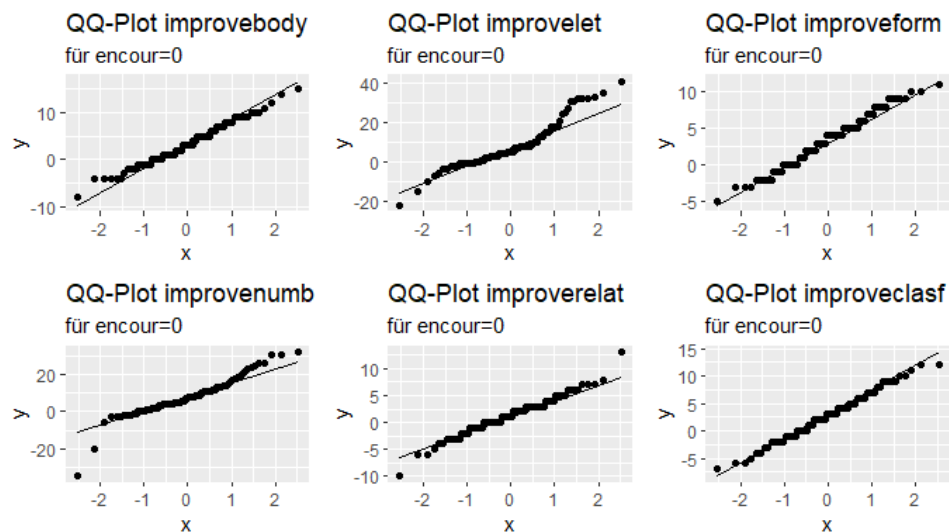 QQ-Plot improvebody
für encour=0
10
0
-10
y
-2 -1 0 1 2
x
QQ-Plot improvelet
für encour=0
40
20
0
-20
y
-2 -1 0 1 2
x
QQ-Plot improveform
für encour=0
10
5
0
-5
y
-2 -1 0 1 2
x
QQ-Plot improvenumb
für encour=0
20
0
-20
y
-2 -1 0 1 2
x
QQ-Plot improverelat
für encour=0
10
5
0
-5
-10
y
-2 -1 0 1 2
x
QQ-Plot improveclasf
für encour=0
15
10
5
0
-5
y
-2 -1 0 1 2
x